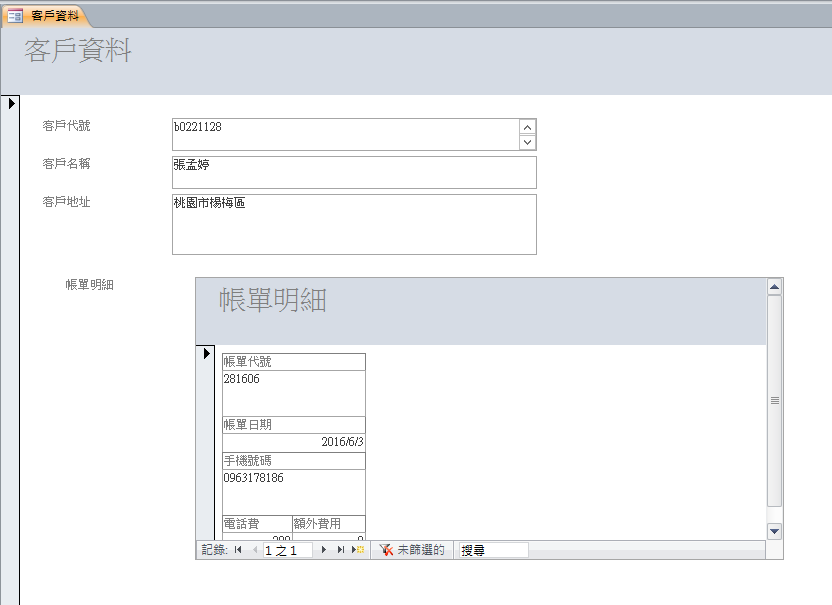 客戶資料
客戶資料
客戶代號 b0221128
客戶名稱 張孟婷
客戶地址 桃園市楊梅區
帳單明細
帳單明細
帳單代號
281606
帳單日期
2016/6/3
手機號碼
0963178186
電話費 額外費用
記錄: 1 之 1 未篩選的 搜尋